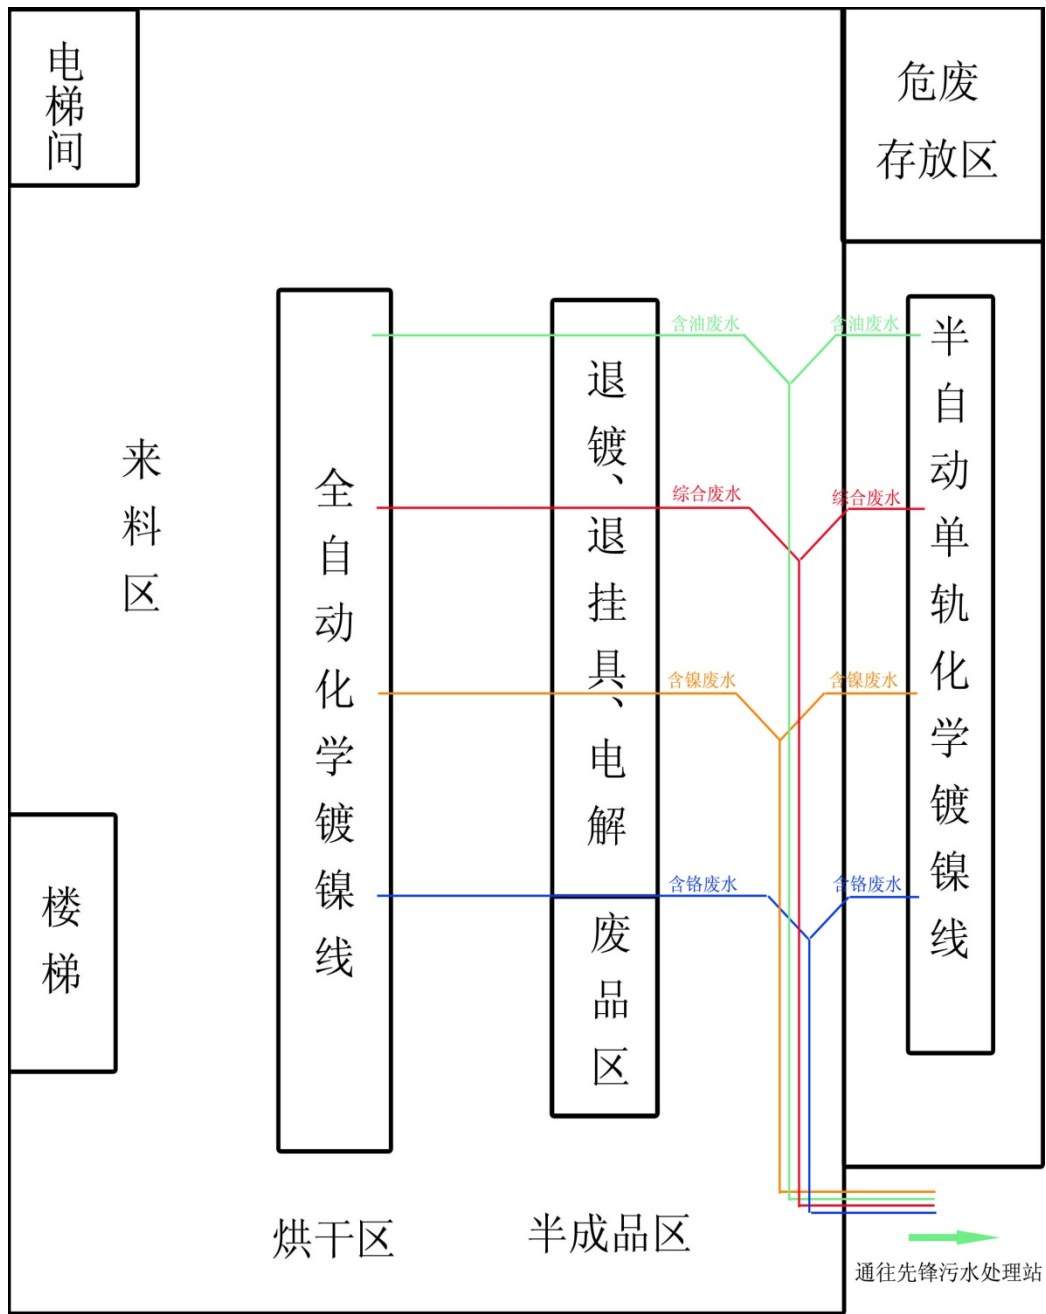 电梯间
危废
存放区
来料区
楼梯
全自动化学镀镍线
退镀、退挂具、电解
废品区
半自动单轨化学镀镍线
含油废水
含油废水
综合废水
综合废水
含镍废水
含镍废水
含铬废水
含铬废水
烘干区
半成品区
通往先锋污水处理站